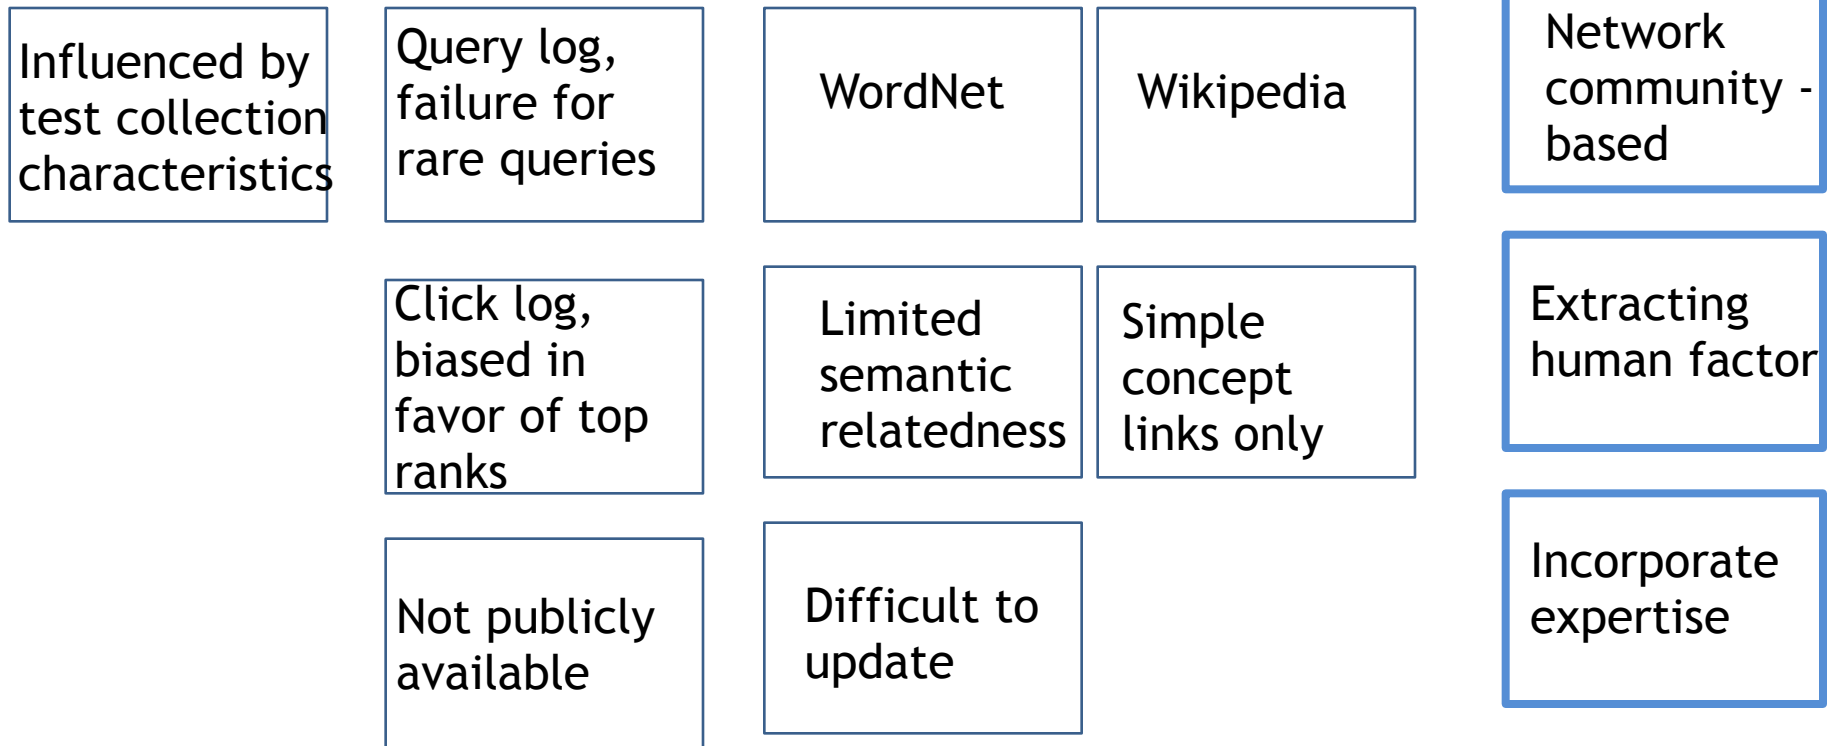 Influenced by
test collection
characteristics
Query log,
failure for
rare queries
WordNet
Wikipedia
Network
community -
based
Click log,
biased in
favor of top
ranks
Limited
semantic
relatedness
Simple
concept
links only
Extracting
human factor
Not publicly
available
Difficult to
update
Incorporate
expertise